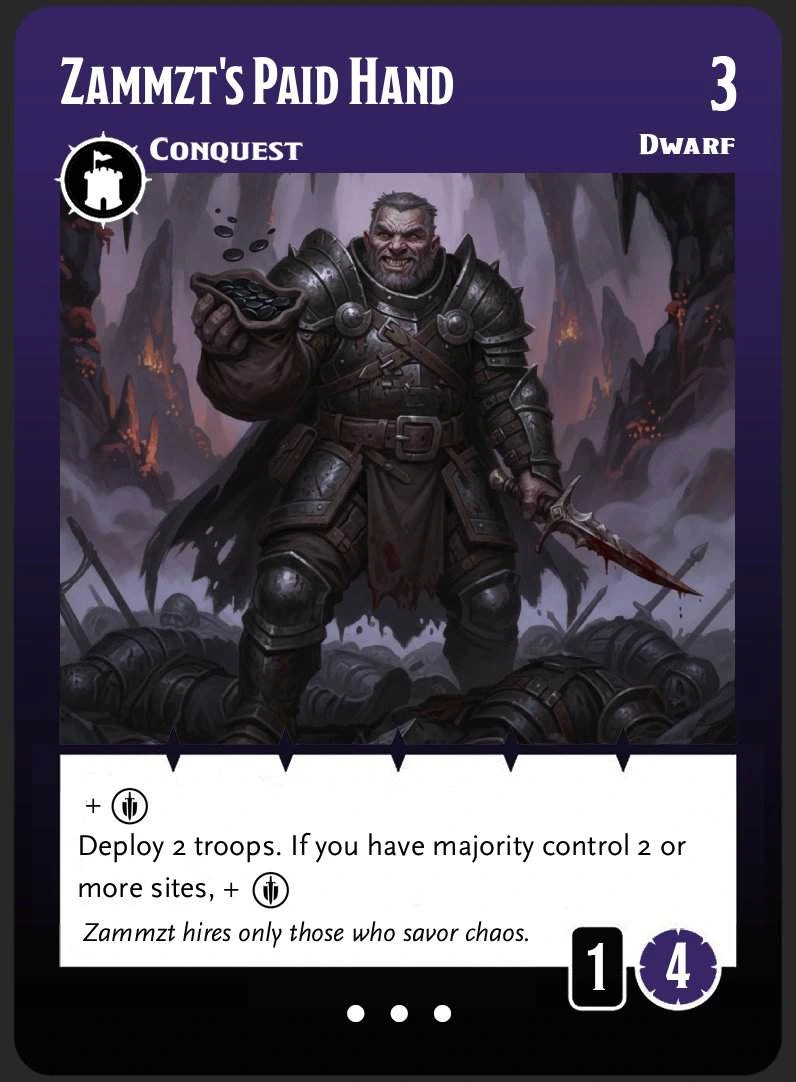 Zammzt's Paid Hand
3
Conquest
Dwarf
+
Deploy 2 troops. If you have majority control 2 or
more sites, +
Zammzt hires only those who savor chaos.
1
4